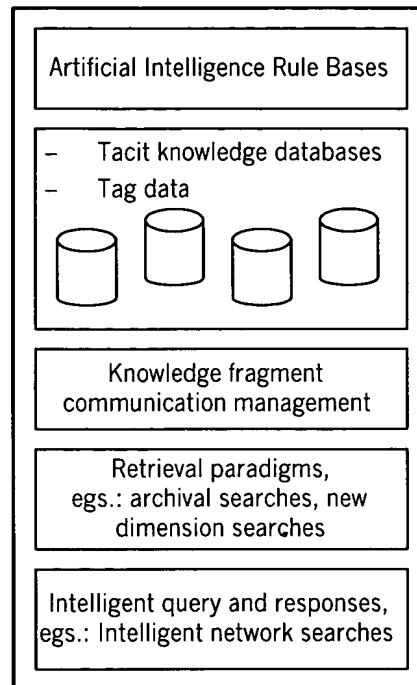 Artificial Intelligence Rule Bases
– Tacit knowledge databases
– Tag data
Knowledge fragment
communication management
Retrieval paradigms,
egs.: archival searches, new
dimension searches
Intelligent query and responses,
egs.: Intelligent network searches